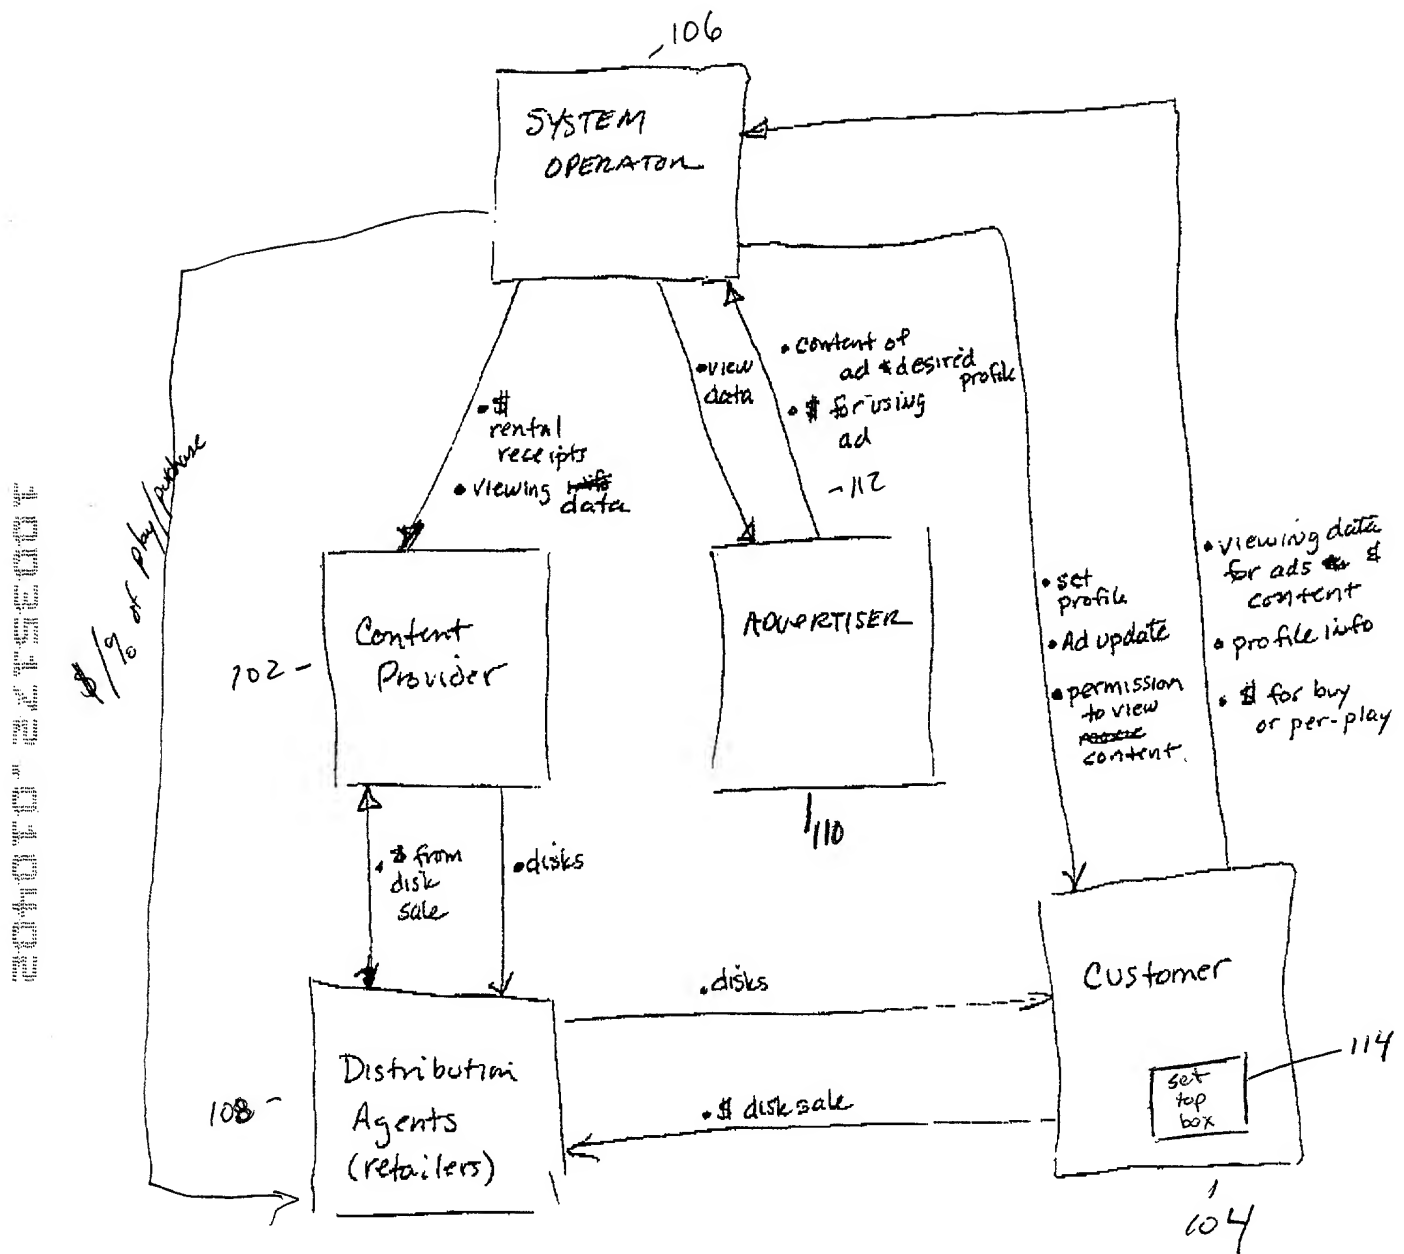 106
SYSTEM
OPERATOR
• view
data
• content of
ad & desired
profile
• $ for using
ad
112
• $
rental
receipts
• viewing
data
$/% of play/purchase
10035172.010402
Content
Provider
102
ADVERTISER
110
• set
profile
• Ad update
• permission
to view
content.
• viewing data
for ads &
content
• profile info
• $ for buy
or per-play
• $ from
disk
sale
• disks
Distribution
Agents
(retailers)
108
• disks
• $ disk sale
Customer
set
top
box
114
104